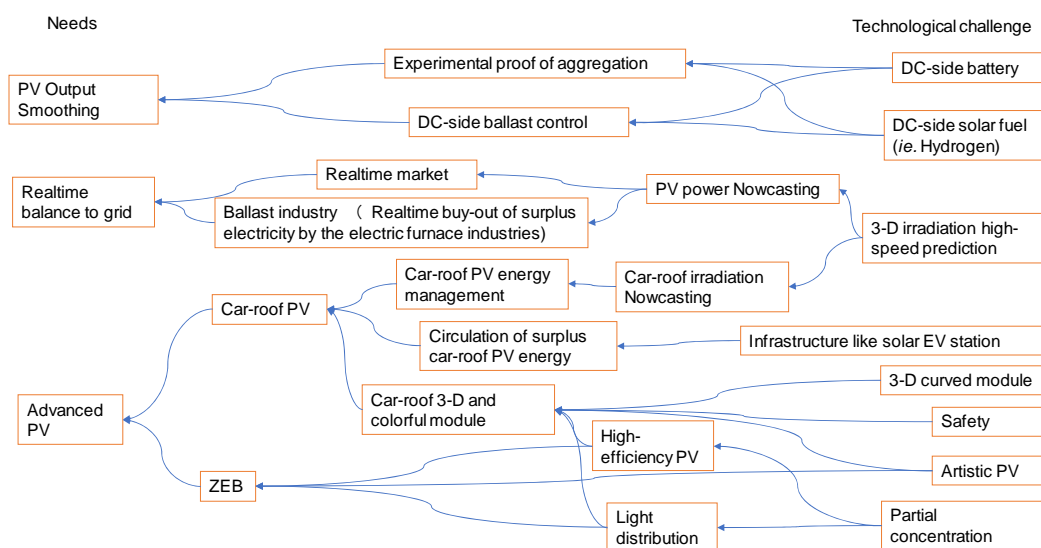 Needs
Technological challenge
Experimental proof of aggregation
DC-side battery
PV Output
Smoothing
DC-side ballast control
DC-side solar fuel
(ie. Hydrogen)
Realtime market
PV power Nowcasting
Realtime
balance to grid
Ballast industry （ Realtime buy-out of surplus
electricity by the electric furnace industries)
3-D irradiation high-
speed prediction
Car-roof PV energy
management
Car-roof irradiation
Nowcasting
Car-roof PV
Circulation of surplus
car-roof PV energy
Infrastructure like solar EV station
3-D curved module
Advanced
PV
Car-roof 3-D and
colorful module
Safety
High-
efficiency PV
Artistic PV
ZEB
Light
distribution
Partial
concentration